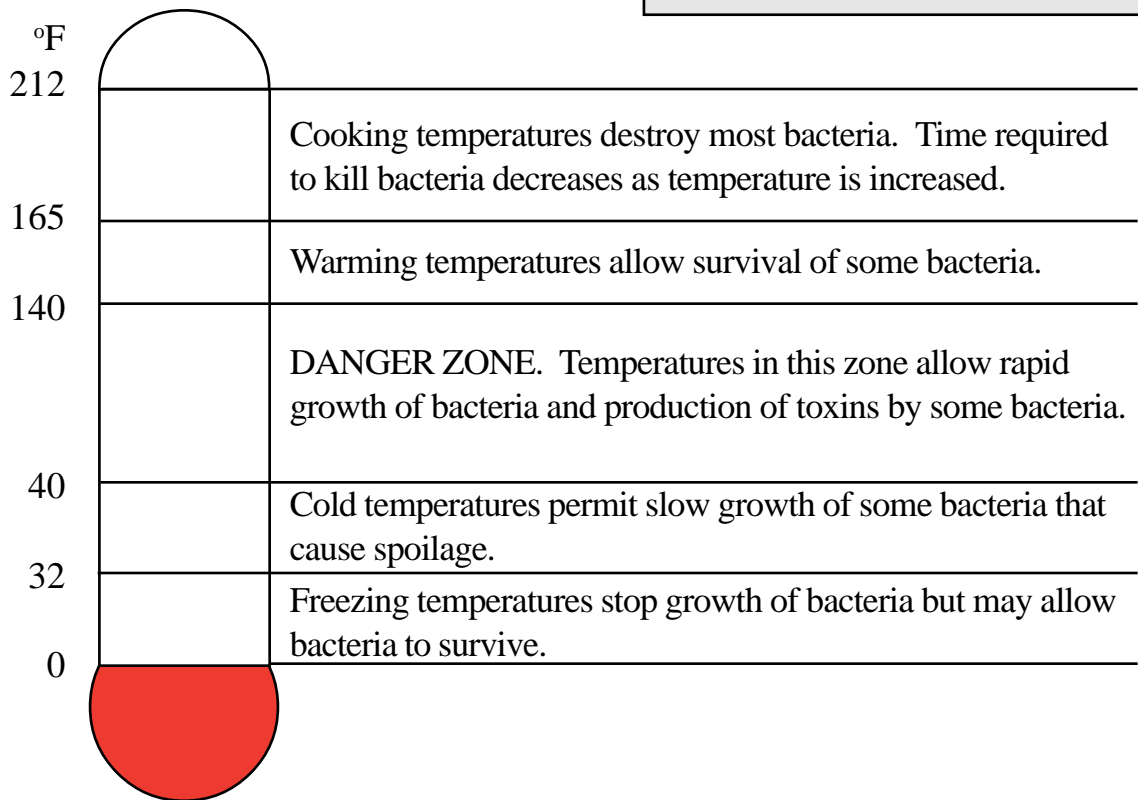 °F
212
Cooking temperatures destroy most bacteria. Time required
to kill bacteria decreases as temperature is increased.
165
Warming temperatures allow survival of some bacteria.
140
DANGER ZONE. Temperatures in this zone allow rapid
growth of bacteria and production of toxins by some bacteria.
40
Cold temperatures permit slow growth of some bacteria that
cause spoilage.
32
Freezing temperatures stop growth of bacteria but may allow
bacteria to survive.
0